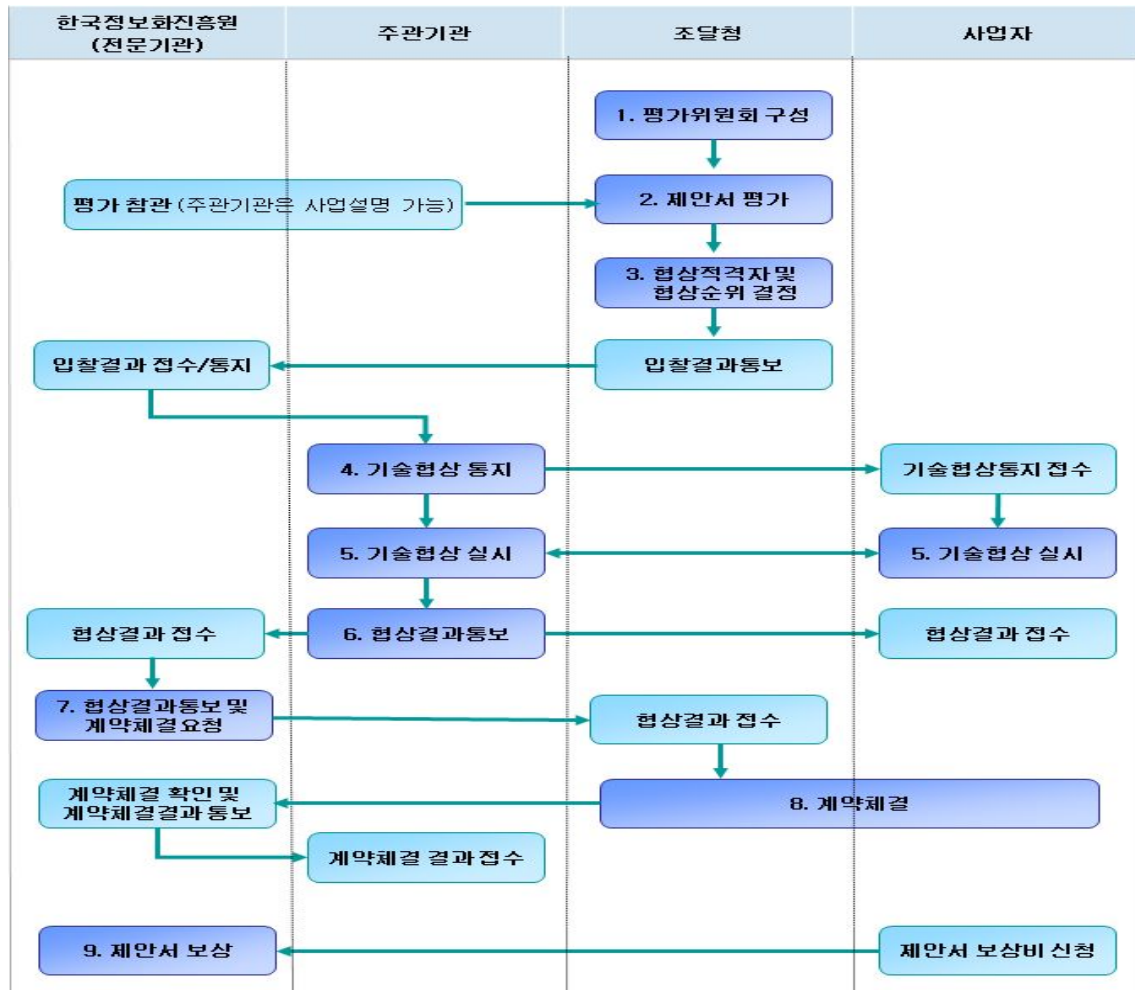 한국정보화진흥원
(전문기관)
주관기관
조달청
사업자
1. 평가위원회 구성
평가 참관 (주관기관은 사업설명 가능)
2. 제안서 평가
3. 협상적격자 및
협상순위 결정
입찰결과 접수/통지
입찰결과통보
4. 기술협상 통지
기술협상통지 접수
5. 기술협상 실시
5. 기술협상 실시
협상결과 접수
6. 협상결과통보
협상결과 접수
7. 협상결과통보 및
계약체결요청
협상결과 접수
계약체결 확인 및
계약체결결과 통보
8. 계약체결
계약체결 결과 접수
9. 제안서 보상
제안서 보상비 신청